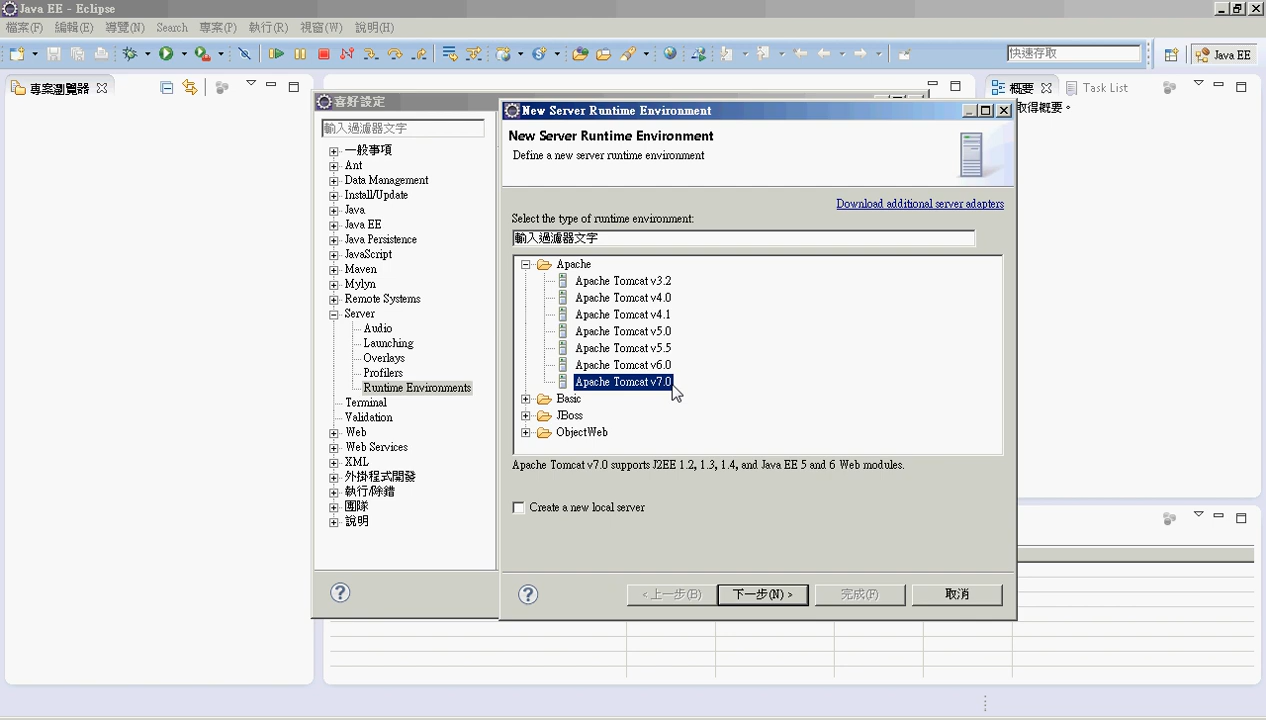 Java EE - Eclipse
檔案(F) 編輯(E) 導覽(N) Search 專案(P) 執行(R) 視窗(W) 說明(H)
快速存取
Java EE
專案瀏覽器
概要
Task List
取得概要。
喜好設定
輸入過濾器文字
一般事項
Ant
Data Management
Install/Update
Java
Java EE
Java Persistence
JavaScript
Maven
Mylyn
Remote Systems
Server
Audio
Launching
Overlays
Profilers
Runtime Environments
Terminal
Validation
Web
Web Services
XML
外掛程式開發
執行/除錯
團隊
說明
New Server Runtime Environment
New Server Runtime Environment
Define a new server runtime environment
Download additional server adapters
Select the type of runtime environment:
輸入過濾器文字
Apache
Apache Tomcat v3.2
Apache Tomcat v4.0
Apache Tomcat v4.1
Apache Tomcat v5.0
Apache Tomcat v5.5
Apache Tomcat v6.0
Apache Tomcat v7.0
Basic
JBoss
ObjectWeb
Apache Tomcat v7.0 supports J2EE 1.2, 1.3, 1.4, and Java EE 5 and 6 Web modules.
Create a new local server
< 上一步(B) 下一步(N) > 完成(F) 取消